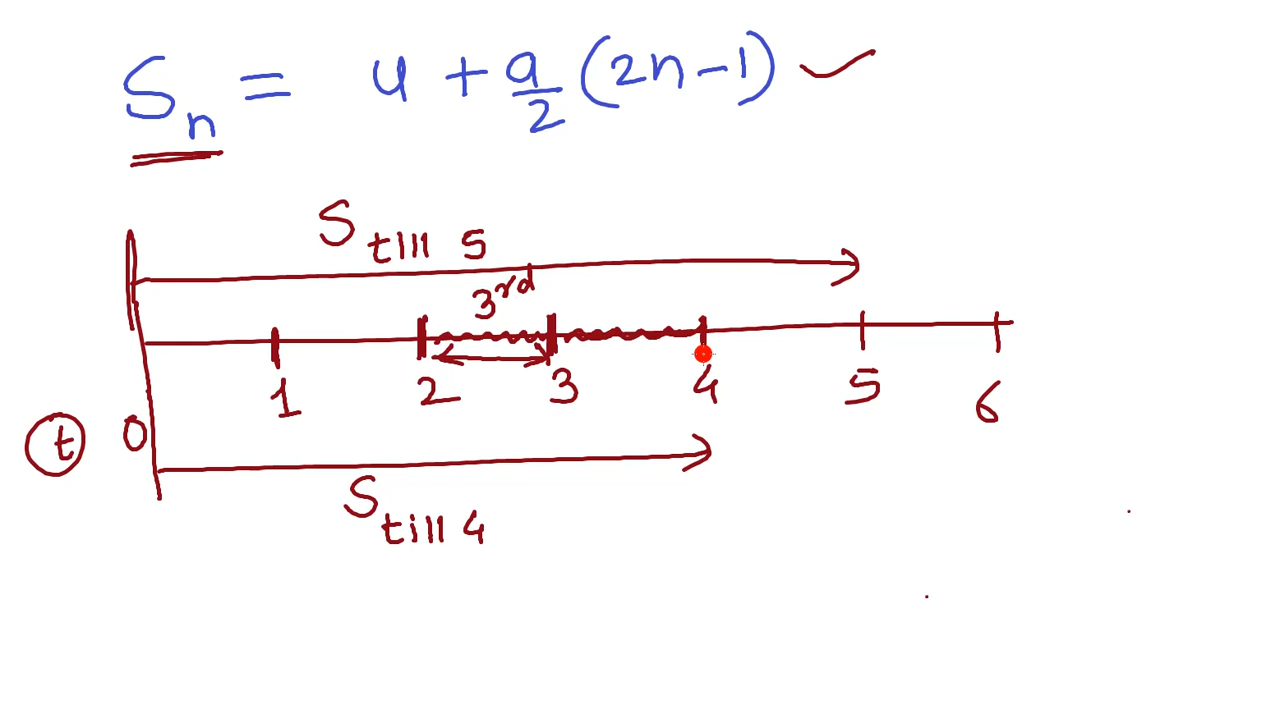 Sn = u + a/2 (2n-1) ✓
S till 5
3rd
1 2 3 4 5 6
t 0
S till 4